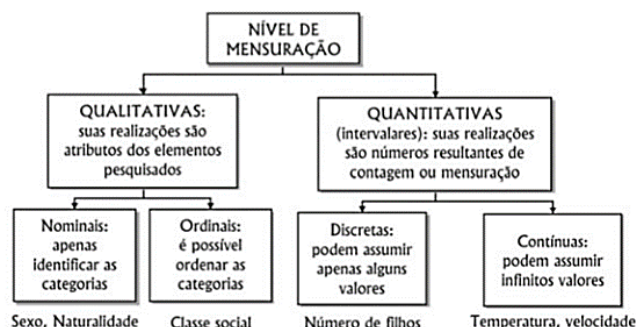 NÍVEL DE
MENSURAÇÃO
QUALITATIVAS:
suas realizações são
atributos dos elementos
pesquisados
QUANTITATIVAS
(intervalares): suas realizações
são números resultantes de
contagem ou mensuração
Nominais:
apenas
identificar as
categorias
Ordinais:
é possível
ordenar as
categorias
Discretas:
podem assumir
apenas alguns
valores
Contínuas:
podem assumir
infinitos valores
Sexo, Naturalidade
Classe social
Número de filhos
Temperatura, velocidade